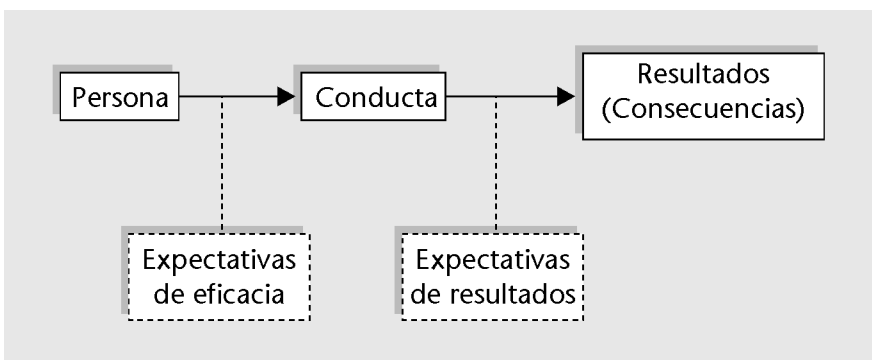 Persona
Conducta
Resultados
(Consecuencias)
Expectativas
de eficacia
Expectativas
de resultados